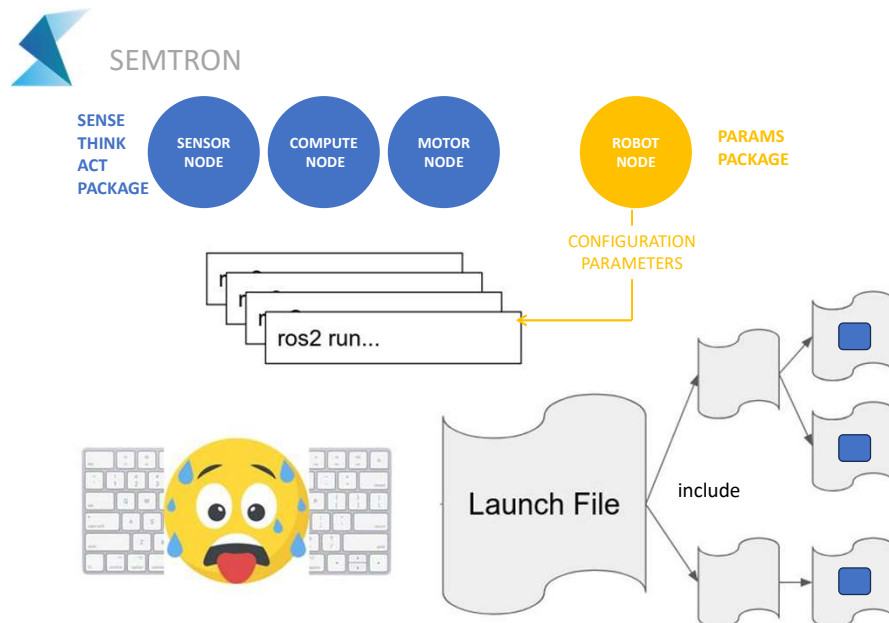 SEMTRON
SENSE
THINK
ACT
PACKAGE
SENSOR
NODE
COMPUTE
NODE
MOTOR
NODE
ROBOT
NODE
PARAMS
PACKAGE
CONFIGURATION
PARAMETERS
ros2 run...
Launch File
include